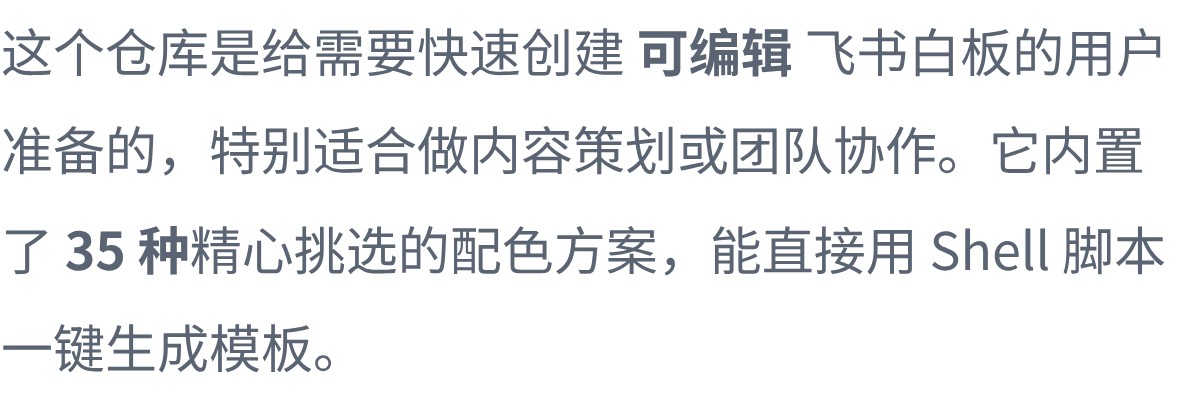 这个仓库是给需要快速创建 可编辑 飞书白板的用户
准备的，特别适合做内容策划或团队协作。它内置
了 35 种精心挑选的配色方案，能直接用 Shell 脚本
一键生成模板。